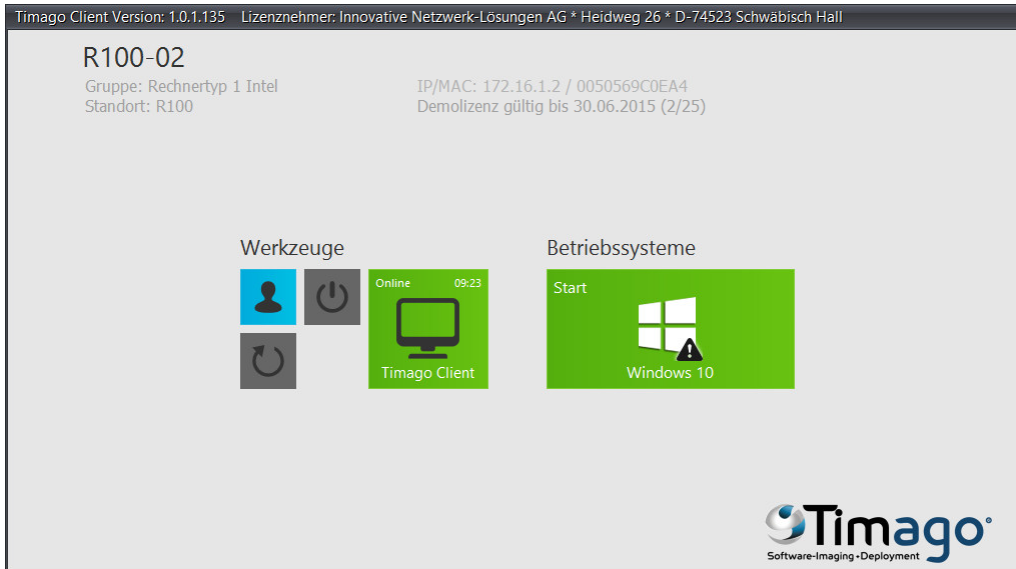 Timago Client Version: 1.0.1.135 Lizenznehmer: Innovative Netzwerk-Lösungen AG * Heidweg 26 * D-74523 Schwäbisch Hall
R100-02
Gruppe: Rechnertyp 1 Intel
Standort: R100
IP/MAC: 172.16.1.2 / 0050569C0EA4
Demolizenz gültig bis 30.06.2015 (2/25)
Werkzeuge
Online 09:23
Timago Client
Betriebssysteme
Start
Windows 10
Timago®
Software-Imaging+Deployment